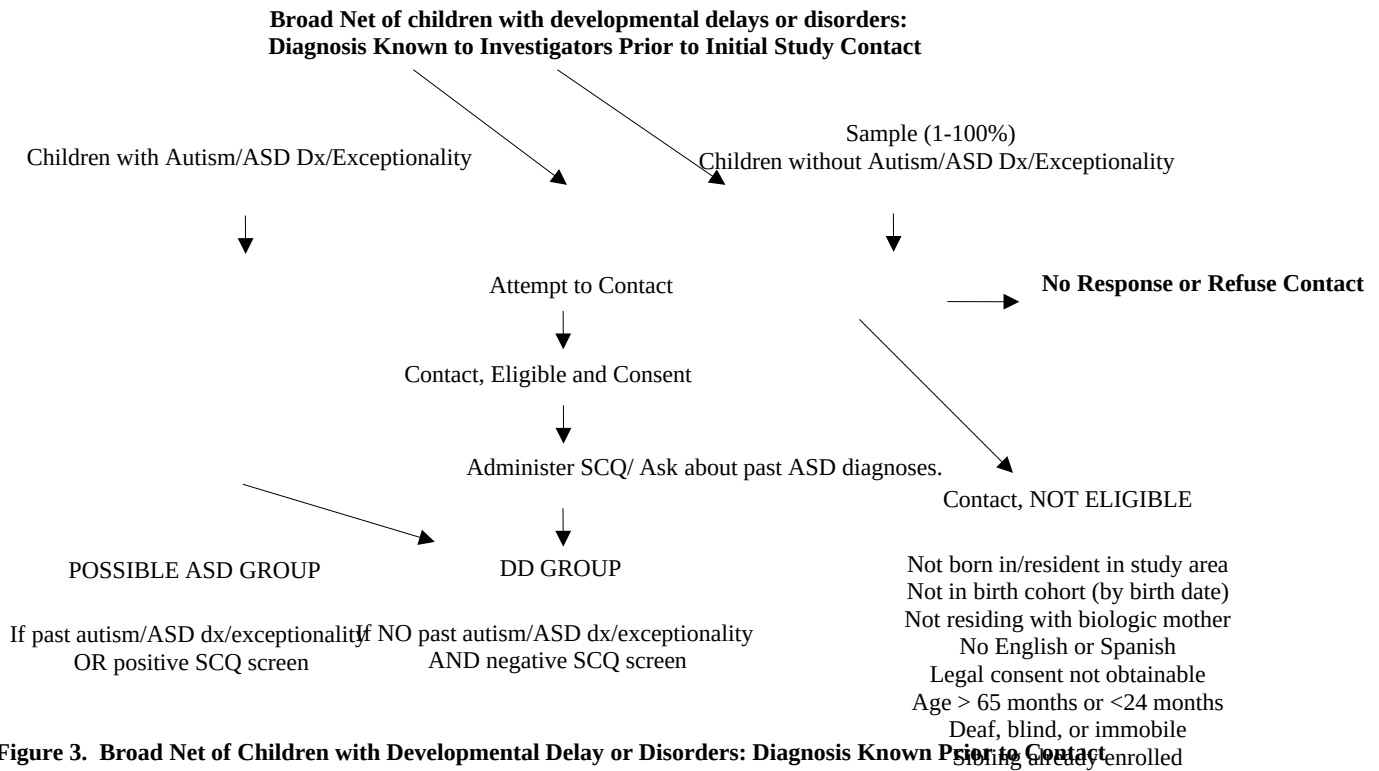 Broad Net of children with developmental delays or disorders:
Diagnosis Known to Investigators Prior to Initial Study Contact
Children with Autism/ASD Dx/Exceptionality
Sample (1-100%)
Children without Autism/ASD Dx/Exceptionality
Attempt to Contact
No Response or Refuse Contact
Contact, Eligible and Consent
Administer SCQ/ Ask about past ASD diagnoses.
POSSIBLE ASD GROUP
If past autism/ASD dx/exceptionality
OR positive SCQ screen
DD GROUP
If NO past autism/ASD dx/exceptionality
AND negative SCQ screen
Contact, NOT ELIGIBLE
Not born in/resident in study area
Not in birth cohort (by birth date)
Not residing with biologic mother
No English or Spanish
Legal consent not obtainable
Age > 65 months or <24 months
Deaf, blind, or immobile
Sibling already enrolled
Figure 3. Broad Net of Children with Developmental Delay or Disorders: Diagnosis Known Prior to Contact